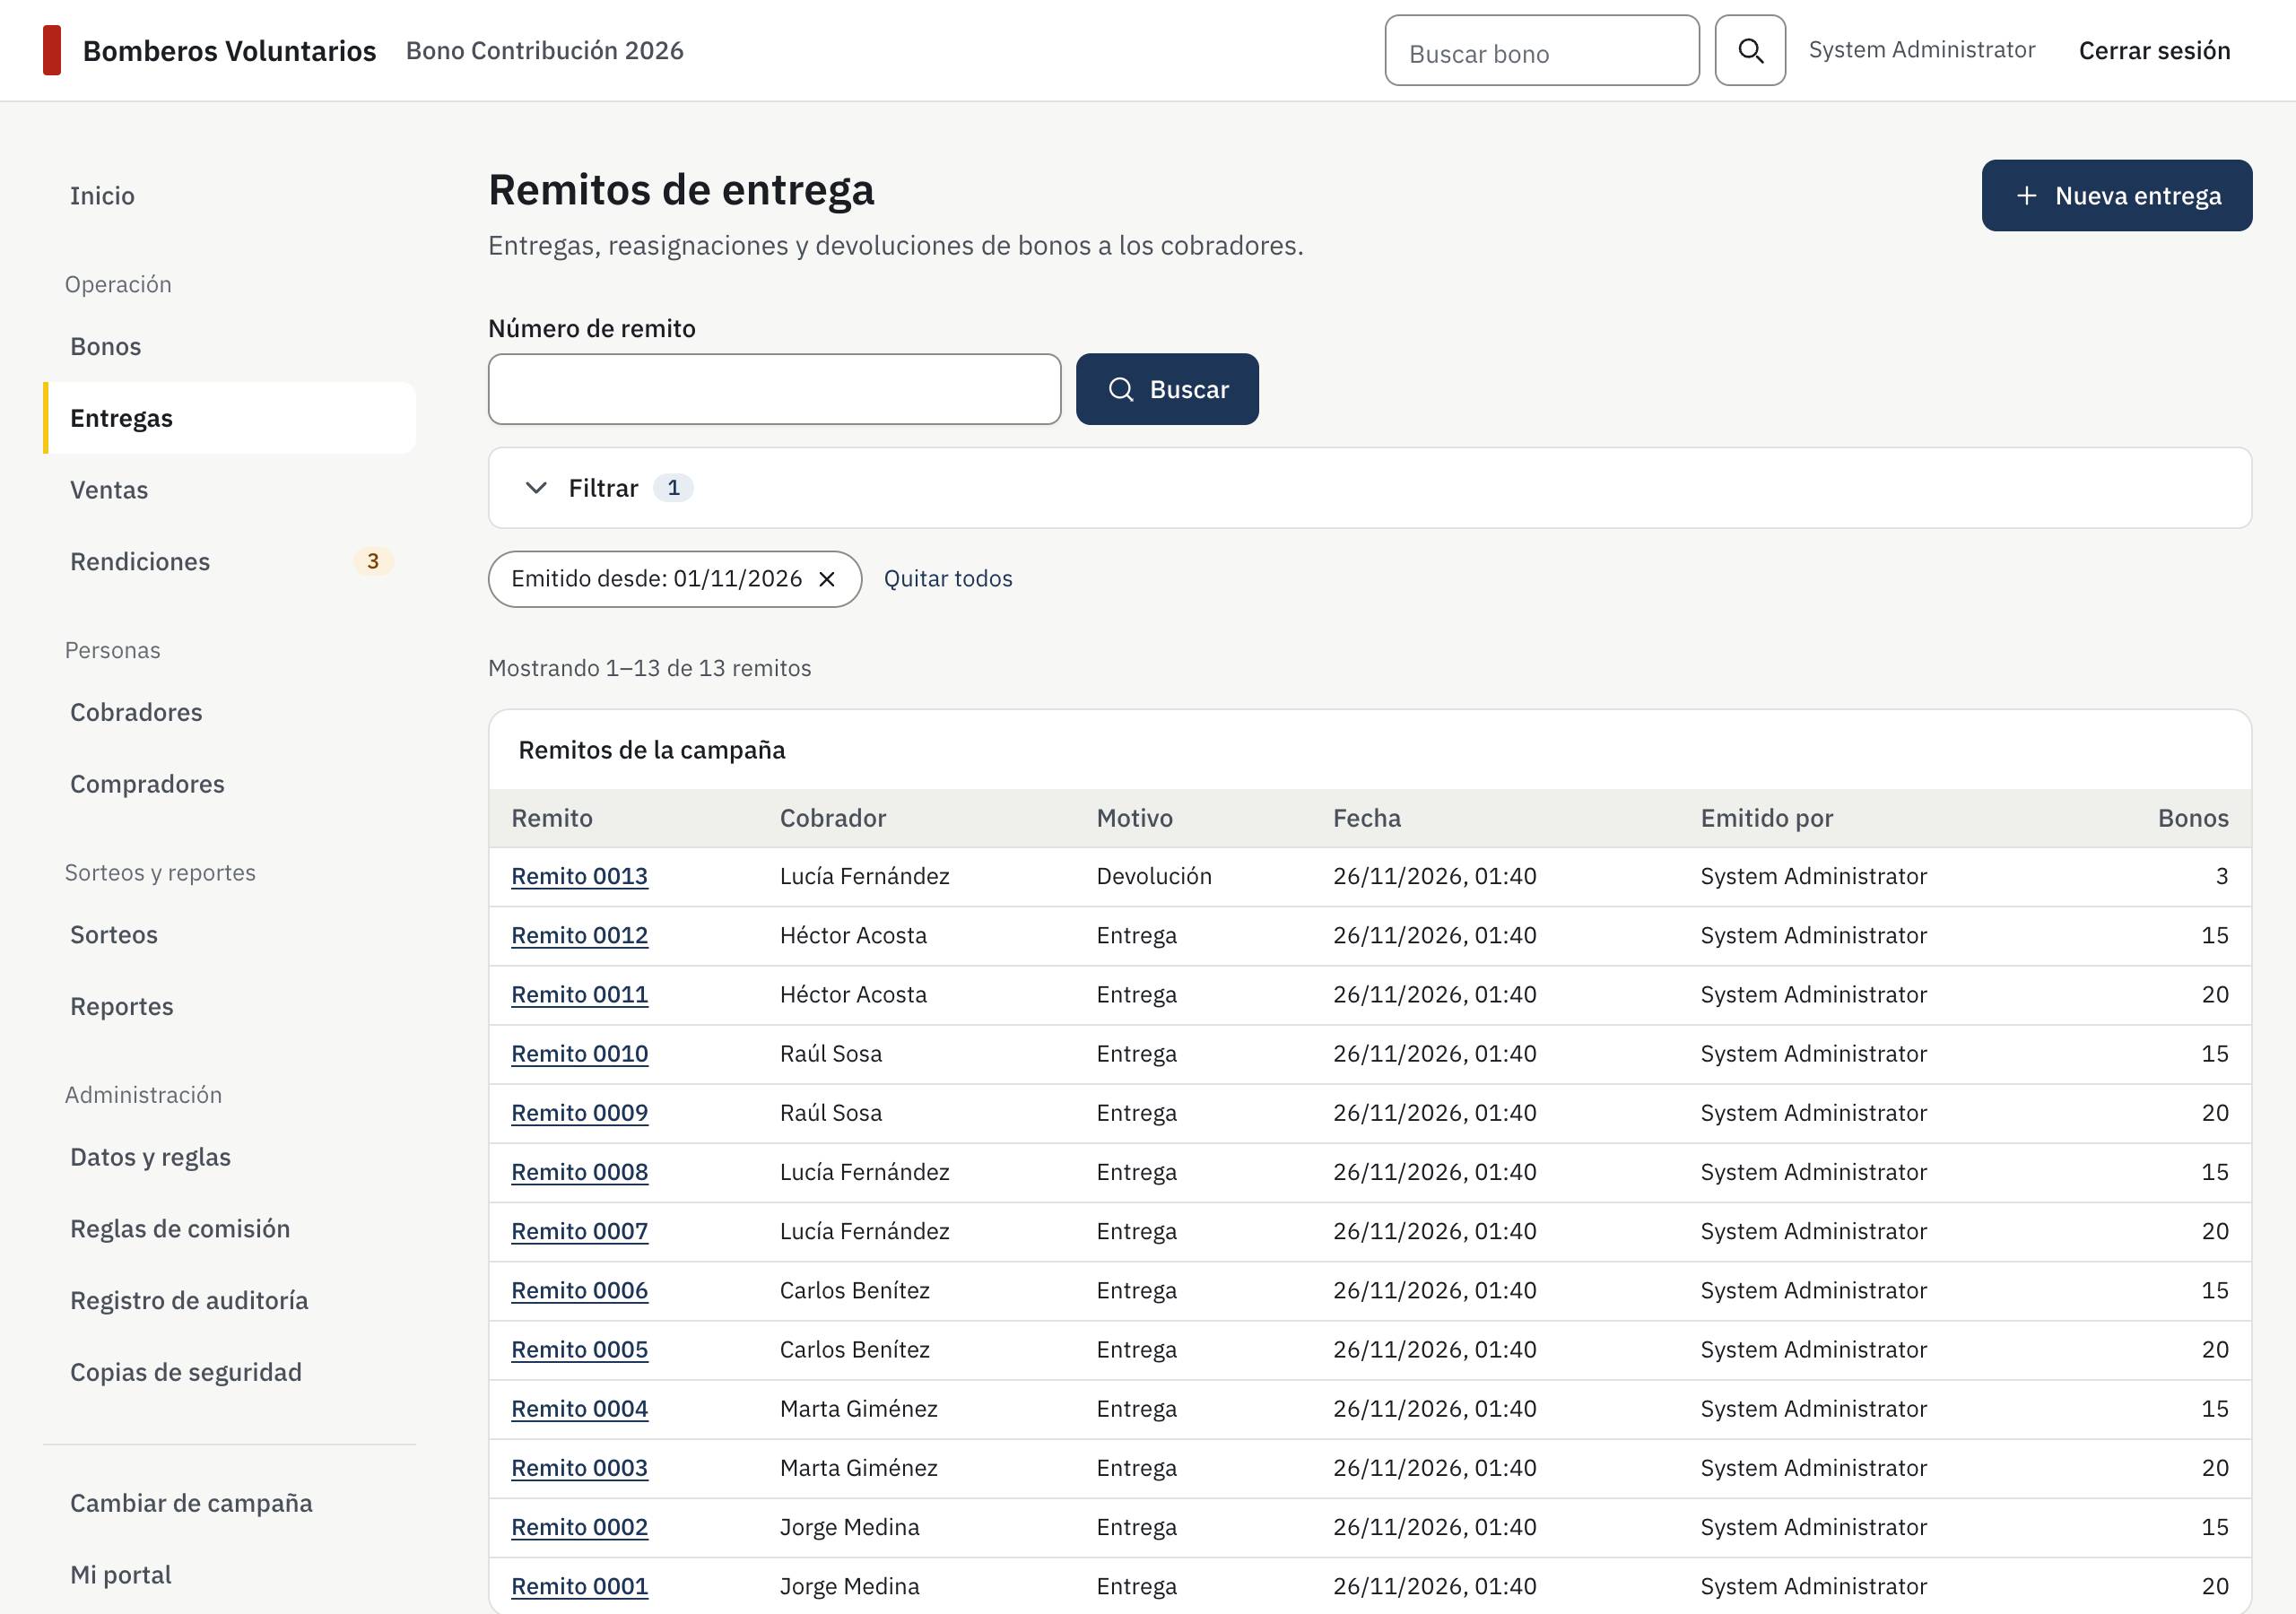 Bomberos Voluntarios Bono Contribución 2026 Buscar bono System Administrator Cerrar sesión
Inicio
Operación
Bonos
Entregas
Ventas
Rendiciones 3
Personas
Cobradores
Compradores
Sorteos y reportes
Sorteos
Reportes
Administración
Datos y reglas
Reglas de comisión
Registro de auditoría
Copias de seguridad
Cambiar de campaña
Mi portal
Remitos de entrega
+ Nueva entrega
Entregas, reasignaciones y devoluciones de bonos a los cobradores.
Número de remito
Buscar
Filtrar 1
Emitido desde: 01/11/2026 × Quitar todos
Mostrando 1–13 de 13 remitos
Remitos de la campaña
Remito Cobrador Motivo Fecha Emitido por Bonos
Remito 0013 Lucía Fernández Devolución 26/11/2026, 01:40 System Administrator 3
Remito 0012 Héctor Acosta Entrega 26/11/2026, 01:40 System Administrator 15
Remito 0011 Héctor Acosta Entrega 26/11/2026, 01:40 System Administrator 20
Remito 0010 Raúl Sosa Entrega 26/11/2026, 01:40 System Administrator 15
Remito 0009 Raúl Sosa Entrega 26/11/2026, 01:40 System Administrator 20
Remito 0008 Lucía Fernández Entrega 26/11/2026, 01:40 System Administrator 15
Remito 0007 Lucía Fernández Entrega 26/11/2026, 01:40 System Administrator 20
Remito 0006 Carlos Benítez Entrega 26/11/2026, 01:40 System Administrator 15
Remito 0005 Carlos Benítez Entrega 26/11/2026, 01:40 System Administrator 20
Remito 0004 Marta Giménez Entrega 26/11/2026, 01:40 System Administrator 15
Remito 0003 Marta Giménez Entrega 26/11/2026, 01:40 System Administrator 20
Remito 0002 Jorge Medina Entrega 26/11/2026, 01:40 System Administrator 15
Remito 0001 Jorge Medina Entrega 26/11/2026, 01:40 System Administrator 20